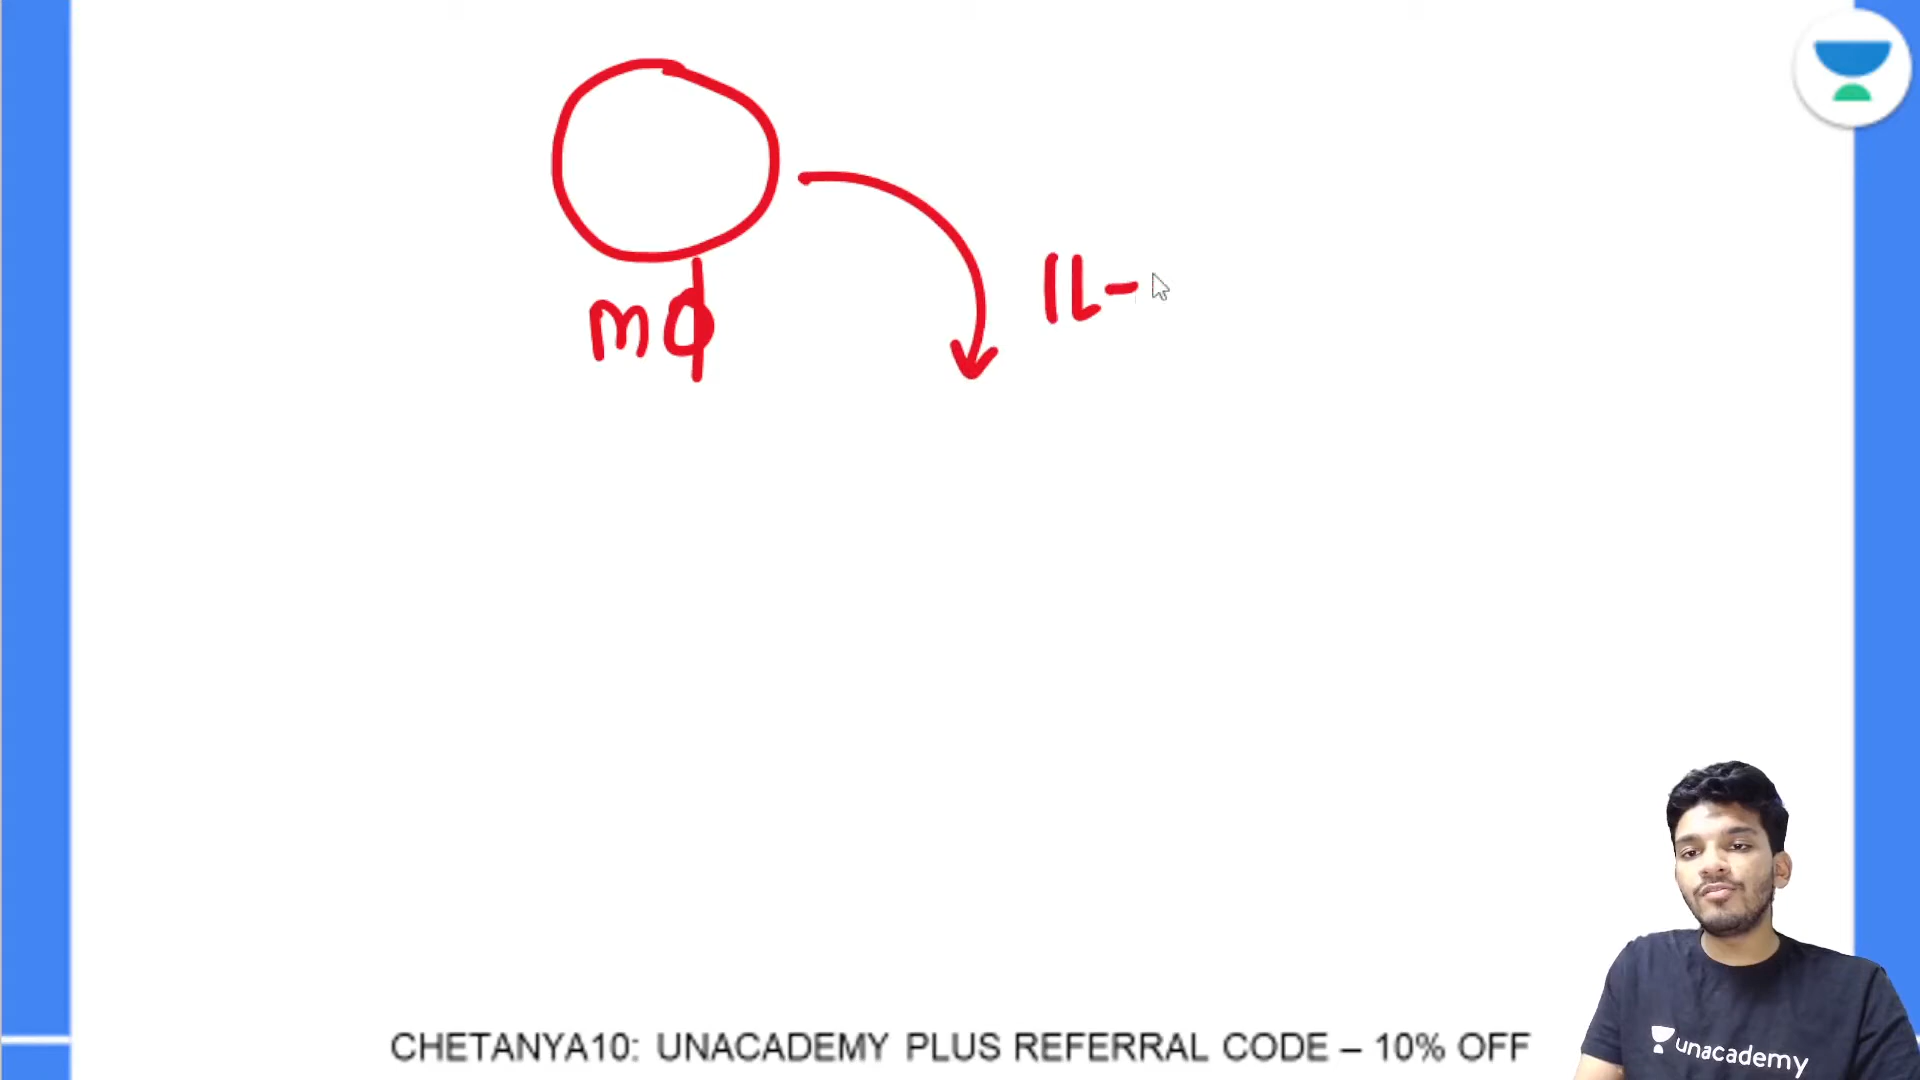 IL-
mφ
CHETANYA10: UNACADEMY PLUS REFERRAL CODE – 10% OFF
unacademy